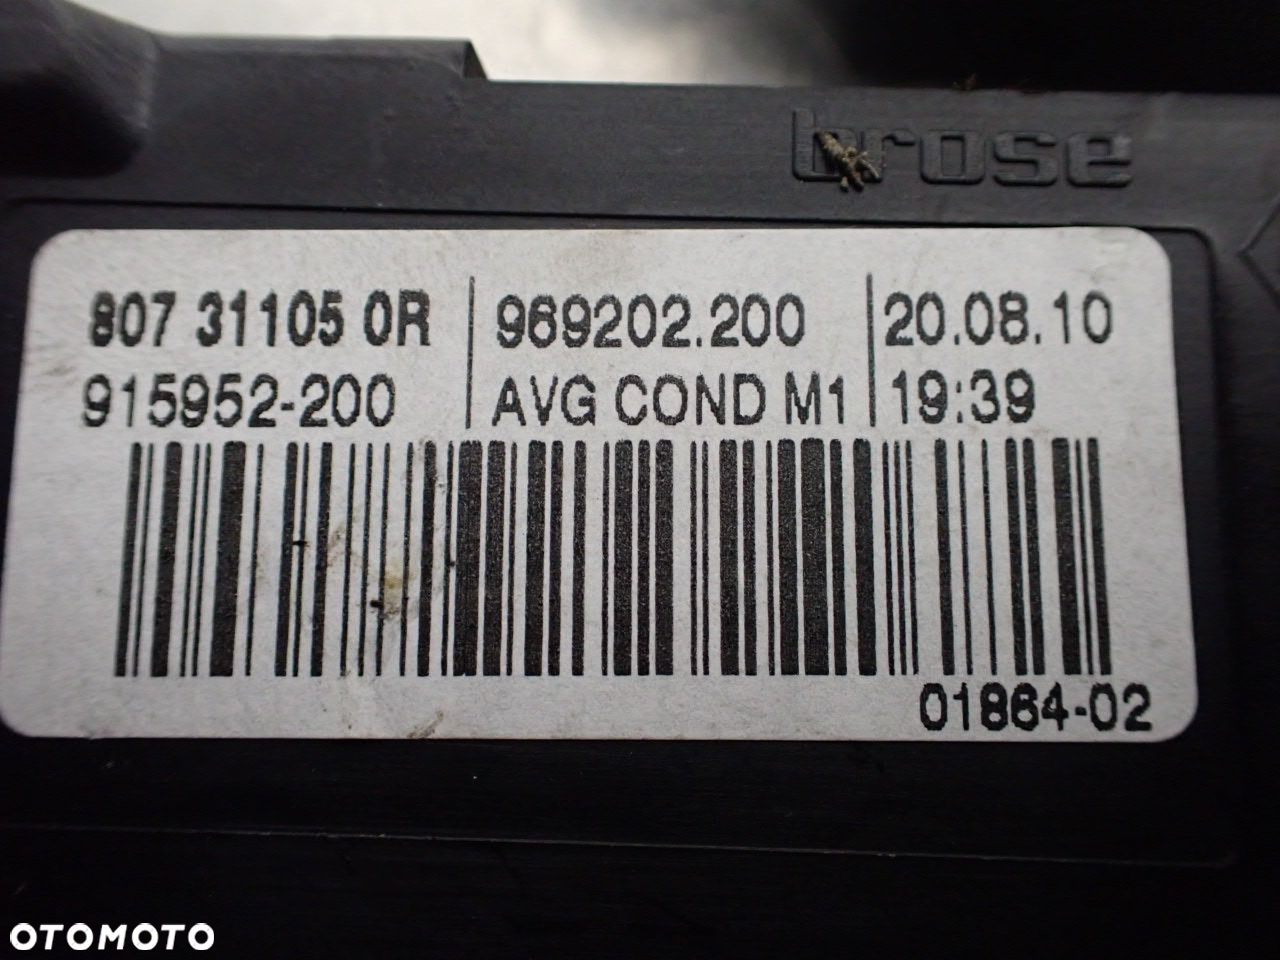 brose
807 31105 0R 969202.200 20.08.10
915952-200 AVG COND M1 19:39
01864-02
OTOMOTO